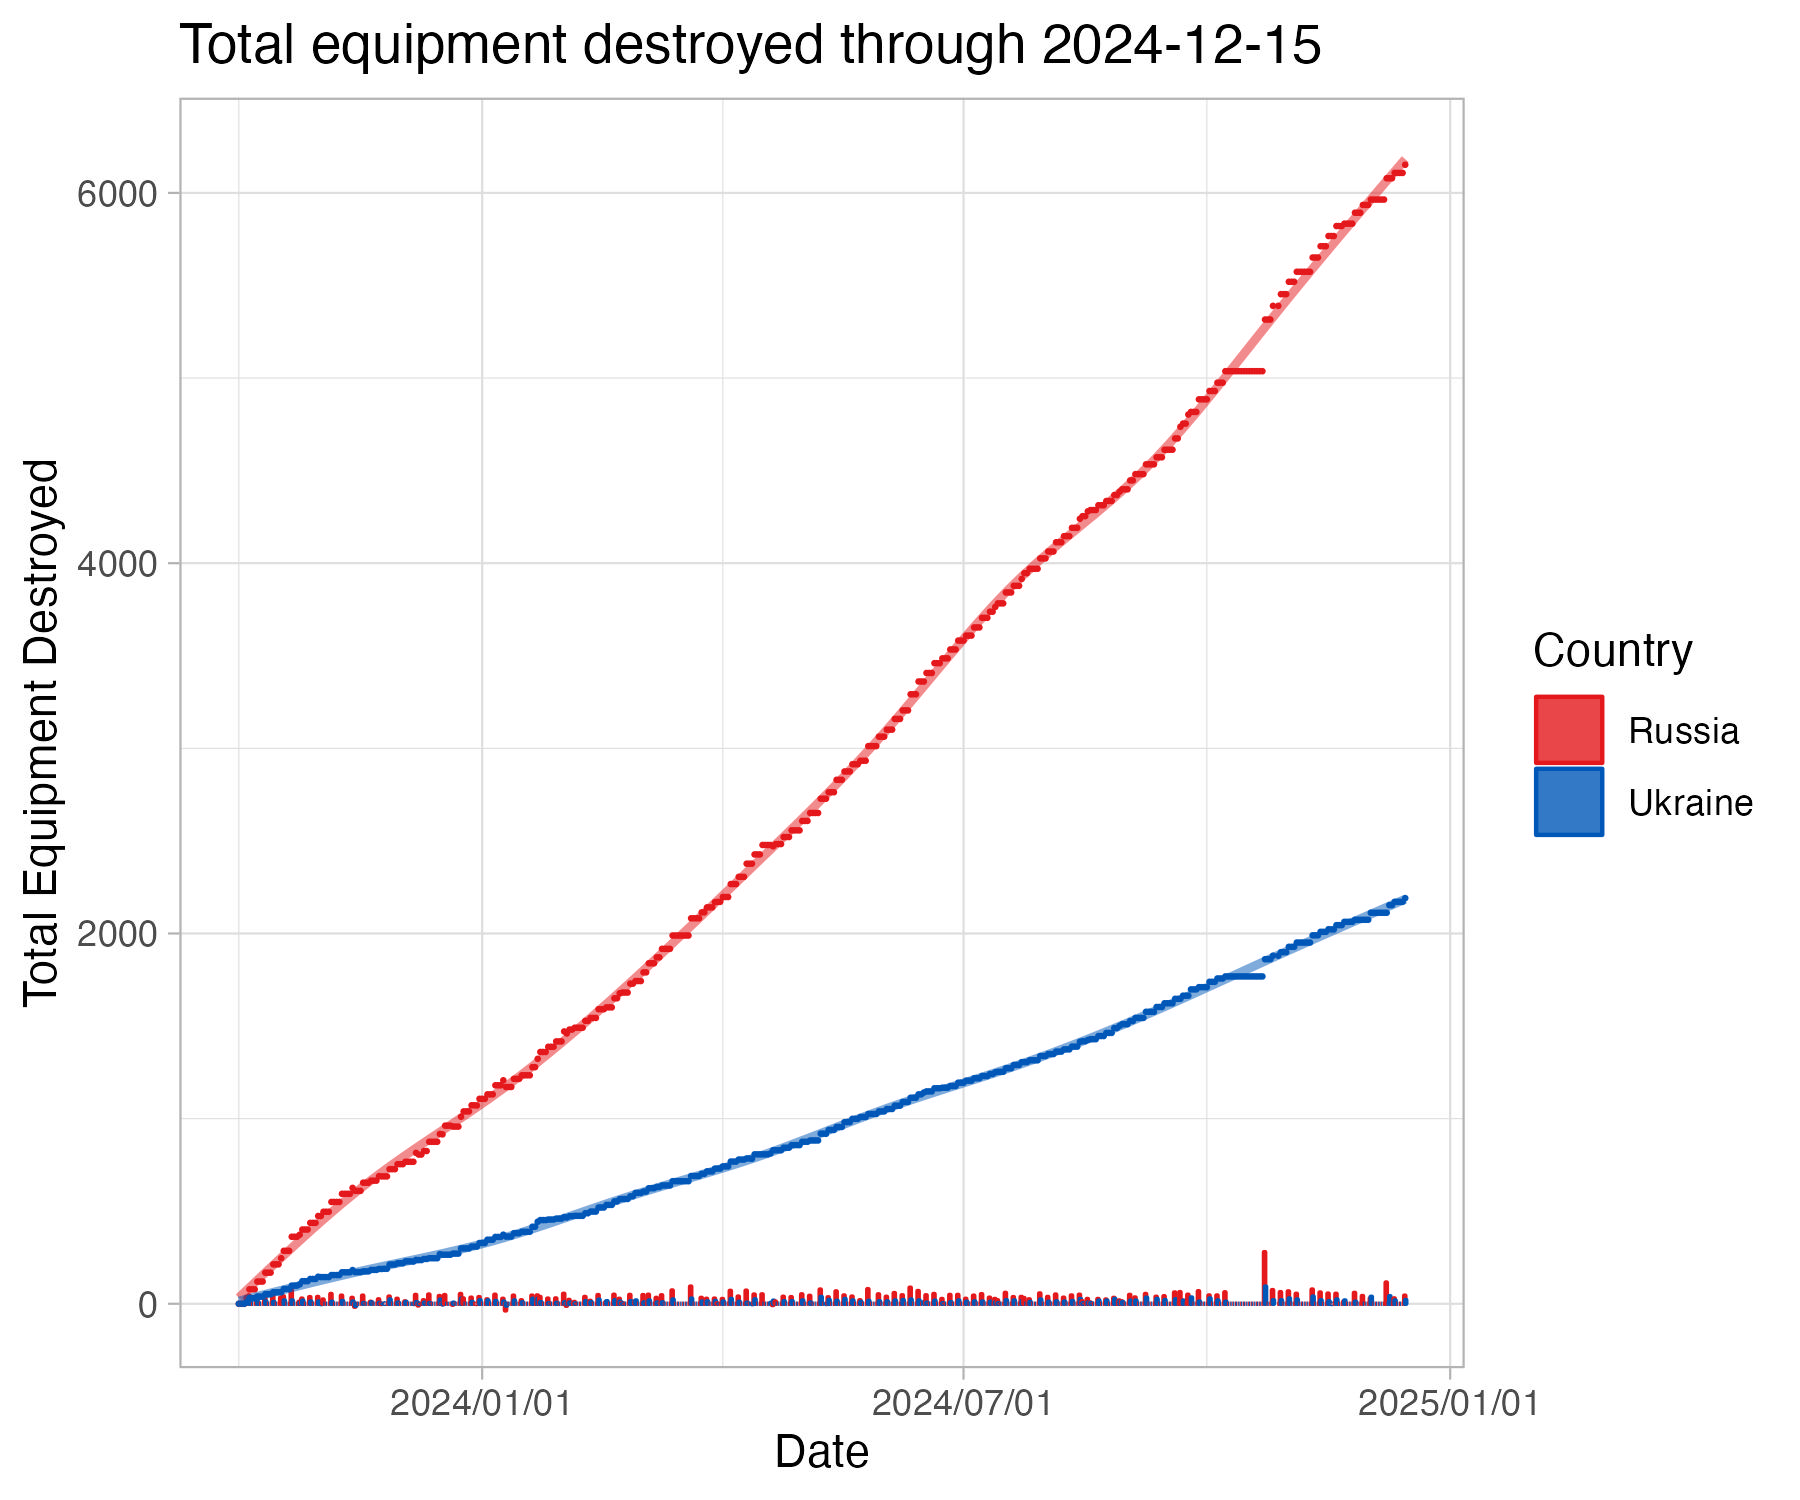 Total equipment destroyed through 2024-12-15
Total Equipment Destroyed
6000
4000
2000
0
2024/01/01
2024/07/01
2025/01/01
Date
Country
Russia
Ukraine